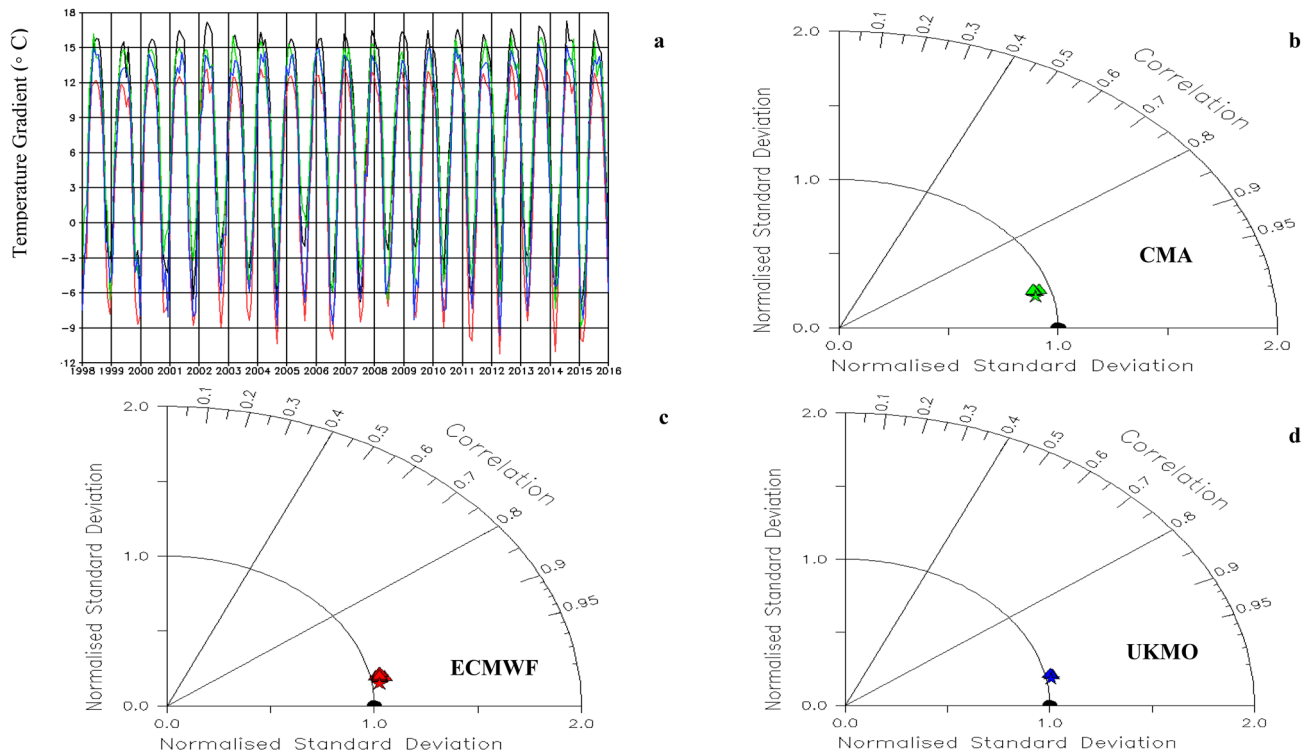 Temperature Gradient (∘ C)
18
15
12
9
6
3
0
-3
-6
-9
-12
1998 1999 2000 2001 2002 2003 2004 2005 2006 2007 2008 2009 2010 2011 2012 2013 2014 2015 2016
a
b
Normalised Standard Deviation
2.0
1.0
0.0
0.1
0.2
0.3
0.4
0.5
0.6
0.7
0.8
0.9
0.95
Correlation
CMA
0.0 1.0 2.0
Normalised Standard Deviation
c
Normalised Standard Deviation
2.0
1.0
0.0
0.1
0.2
0.3
0.4
0.5
0.6
0.7
0.8
0.9
0.95
Correlation
ECMWF
0.0 1.0 2.0
Normalised Standard Deviation
d
Normalised Standard Deviation
2.0
1.0
0.0
0.1
0.2
0.3
0.4
0.5
0.6
0.7
0.8
0.9
0.95
Correlation
UKMO
0.0 1.0 2.0
Normalised Standard Deviation